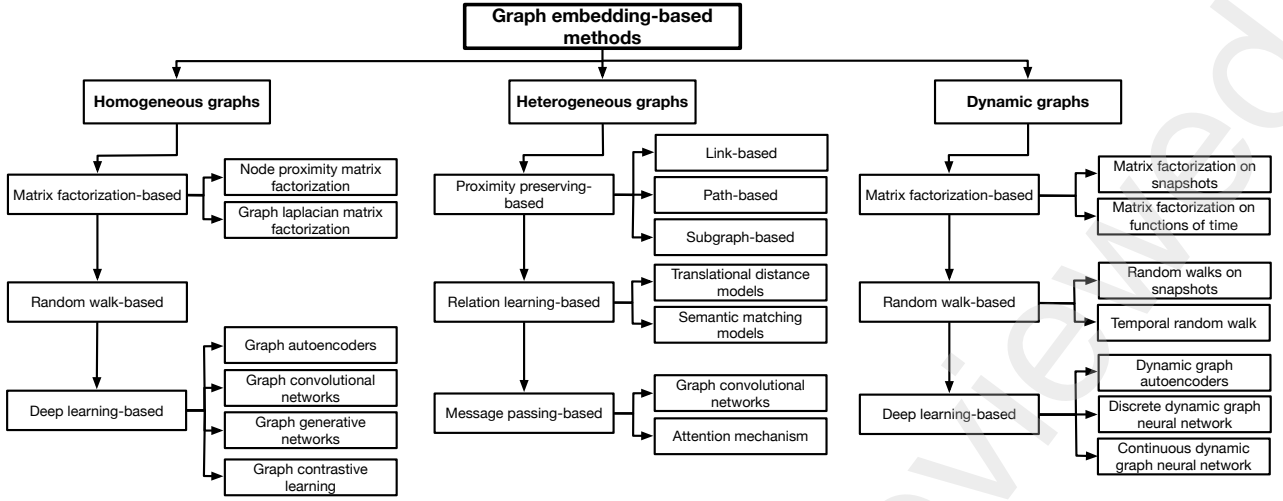 Graph embedding-based
methods
Homogeneous graphs
Heterogeneous graphs
Dynamic graphs
Matrix factorization-based
Node proximity matrix
factorization
Graph laplacian matrix
factorization
Random walk-based
Deep learning-based
Graph autoencoders
Graph convolutional
networks
Graph generative
networks
Graph contrastive
learning
Proximity preserving-
based
Link-based
Path-based
Subgraph-based
Relation learning-based
Translational distance
models
Semantic matching
models
Message passing-based
Graph convolutional
networks
Attention mechanism
Matrix factorization-based
Matrix factorization on
snapshots
Matrix factorization on
functions of time
Random walk-based
Random walks on
snapshots
Temporal random walk
Deep learning-based
Dynamic graph
autoencoders
Discrete dynamic graph
neural network
Continuous dynamic
graph neural network